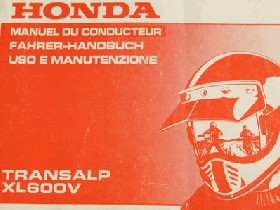 HONDA
MANUEL DU CONDUCTEUR
FAHRER-HANDBUCH
USO E MANUTENZIONE
TRANSALP
XL600V